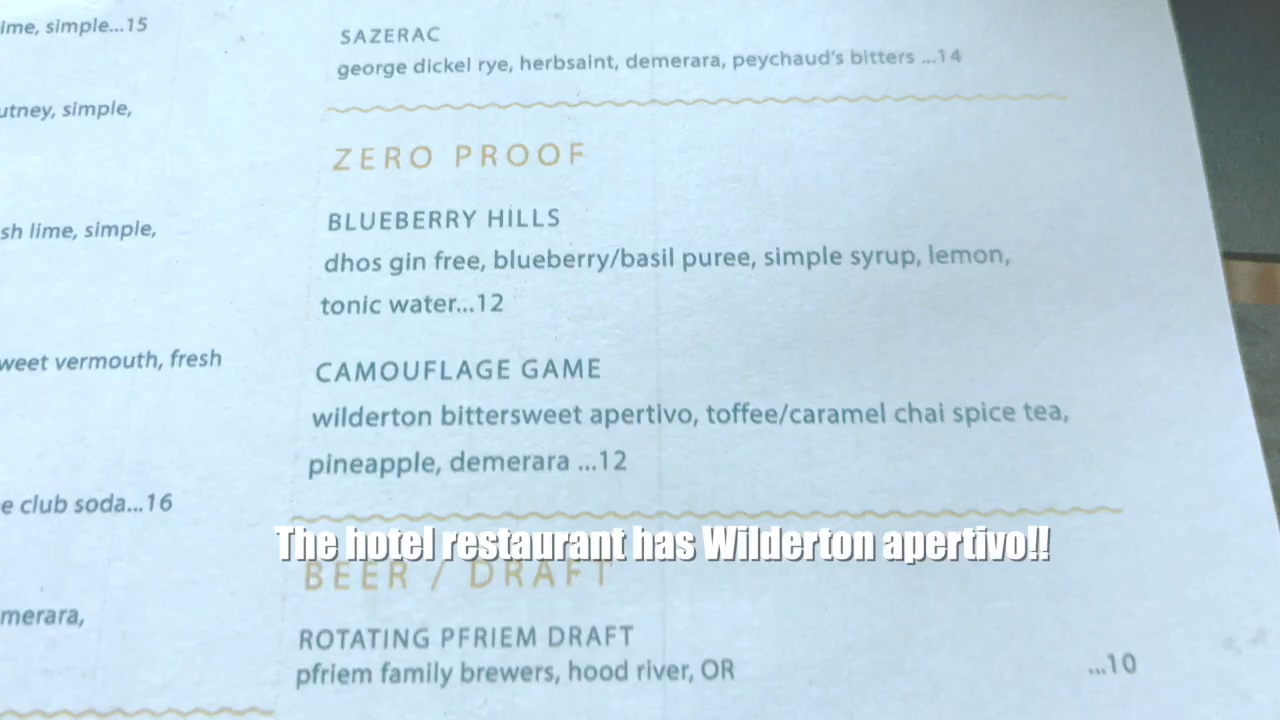 ime, simple...15
utney, simple,
sh lime, simple,
weet vermouth, fresh
e club soda...16
merara,
SAZERAC
george dickel rye, herbsaint, demerara, peychaud's bitters ...14
ZERO PROOF
BLUEBERRY HILLS
dhos gin free, blueberry/basil puree, simple syrup, lemon,
tonic water...12
CAMOUFLAGE GAME
wilderton bittersweet apertivo, toffee/caramel chai spice tea,
pineapple, demerara ...12
The hotel restaurant has Wilderton apertivo!!
BEER / DRAFT
ROTATING PFRIEM DRAFT
pfriem family brewers, hood river, OR ...10